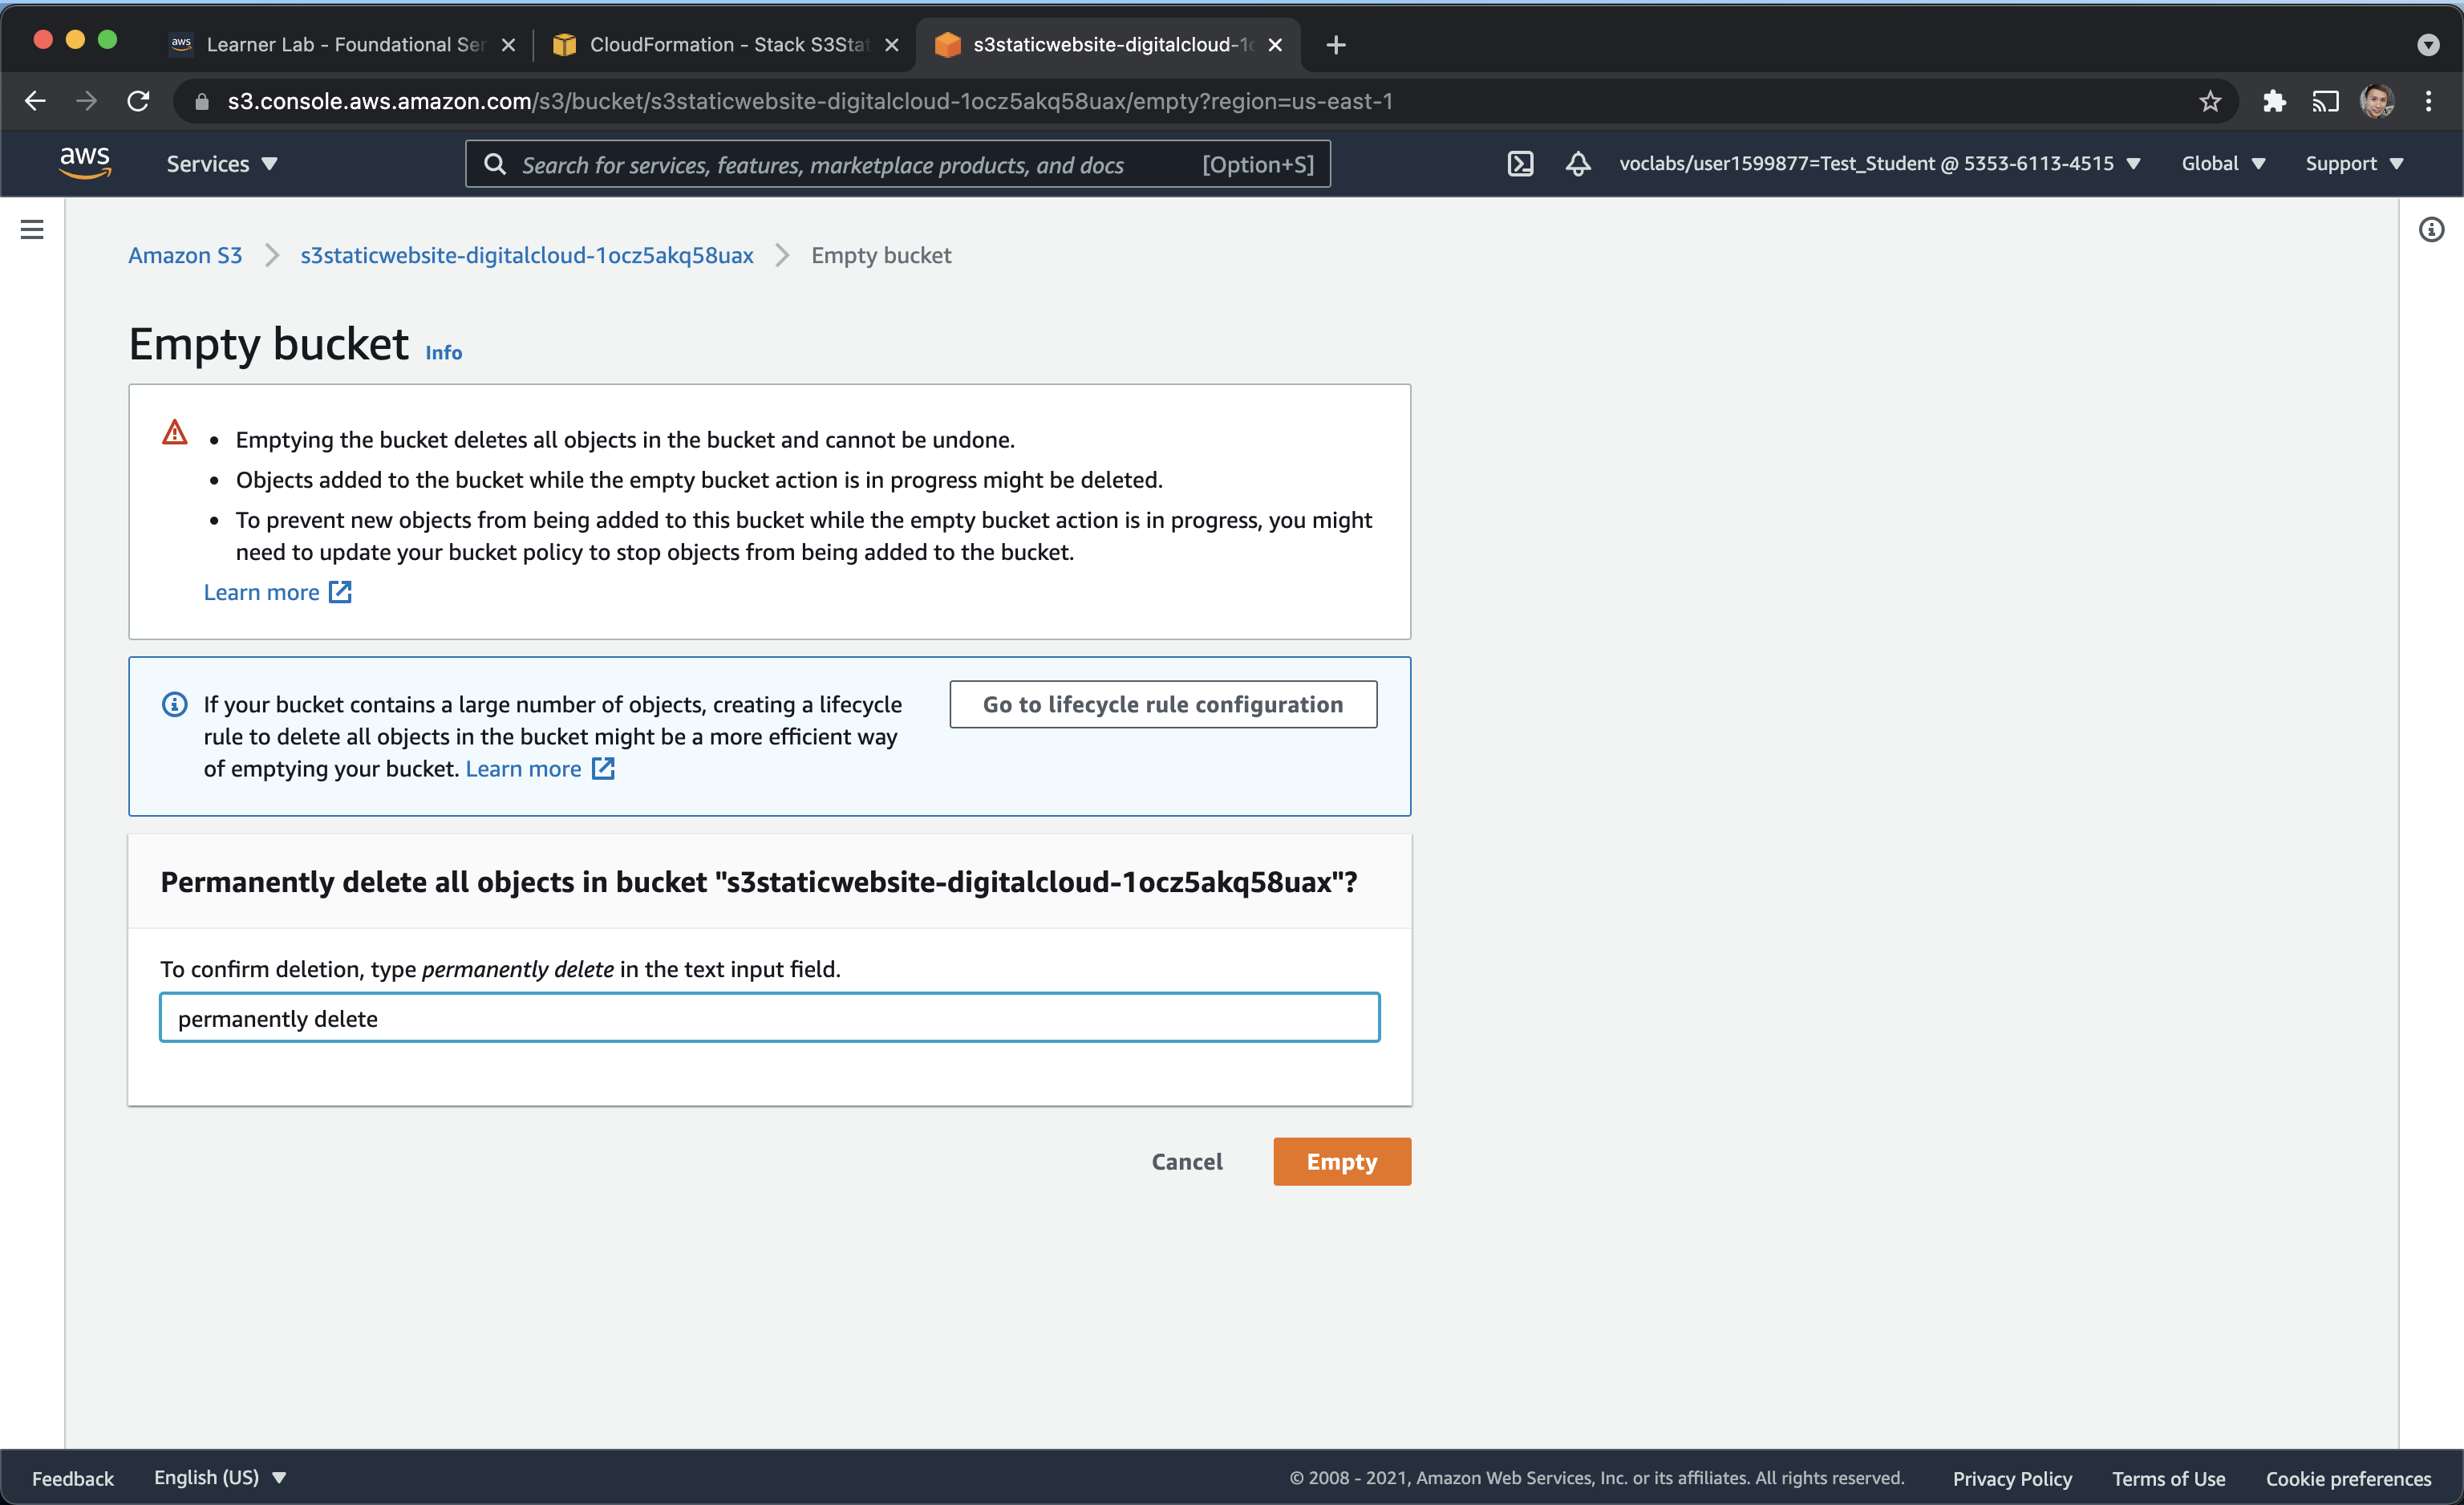 aws Learner Lab - Foundational Ser
CloudFormation - Stack S3Stat
s3staticwebsite-digitalcloud-1o
s3.console.aws.amazon.com/s3/bucket/s3staticwebsite-digitalcloud-1ocz5akq58uax/empty?region=us-east-1
aws
Services
Search for services, features, marketplace products, and docs [Option+S]
voclabs/user1599877=Test_Student @ 5353-6113-4515
Global
Support
Amazon S3
s3staticwebsite-digitalcloud-1ocz5akq58uax
Empty bucket
Empty bucket Info
• Emptying the bucket deletes all objects in the bucket and cannot be undone.
• Objects added to the bucket while the empty bucket action is in progress might be deleted.
• To prevent new objects from being added to this bucket while the empty bucket action is in progress, you might
need to update your bucket policy to stop objects from being added to the bucket.
Learn more
If your bucket contains a large number of objects, creating a lifecycle
rule to delete all objects in the bucket might be a more efficient way
of emptying your bucket. Learn more
Go to lifecycle rule configuration
Permanently delete all objects in bucket "s3staticwebsite-digitalcloud-1ocz5akq58uax"?
To confirm deletion, type permanently delete in the text input field.
permanently delete
Cancel
Empty
Feedback
English (US)
© 2008 - 2021, Amazon Web Services, Inc. or its affiliates. All rights reserved.
Privacy Policy
Terms of Use
Cookie preferences